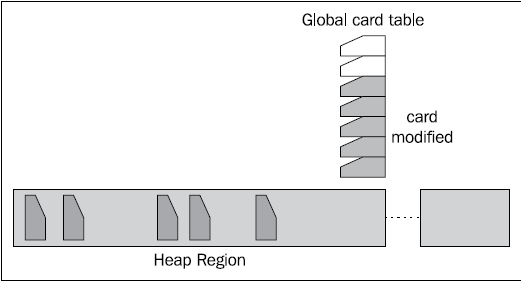 Global card table
card
modified
Heap Region